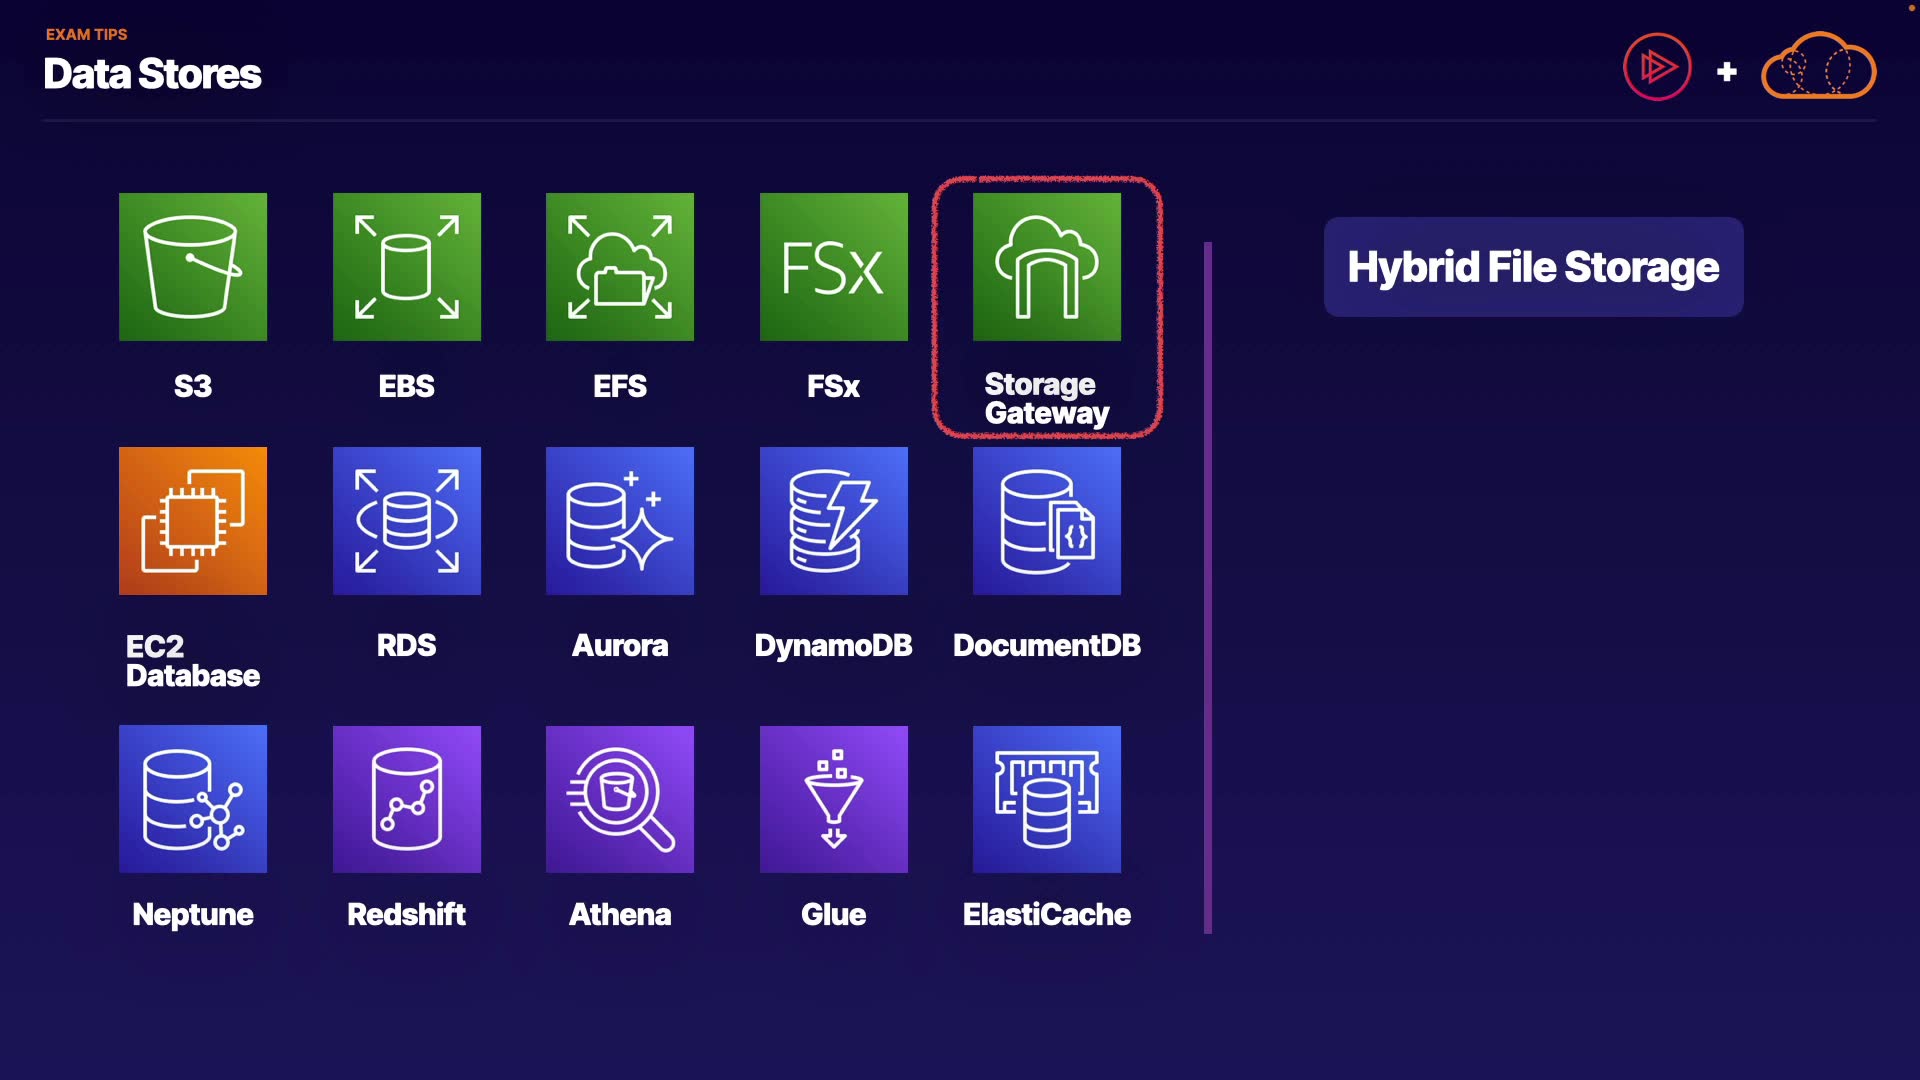 EXAM TIPS
Data Stores
S3
EBS
EFS
FSx
FSx
Storage
Gateway
Hybrid File Storage
EC2
Database
RDS
Aurora
DynamoDB
DocumentDB
Neptune
Redshift
Athena
Glue
ElastiCache